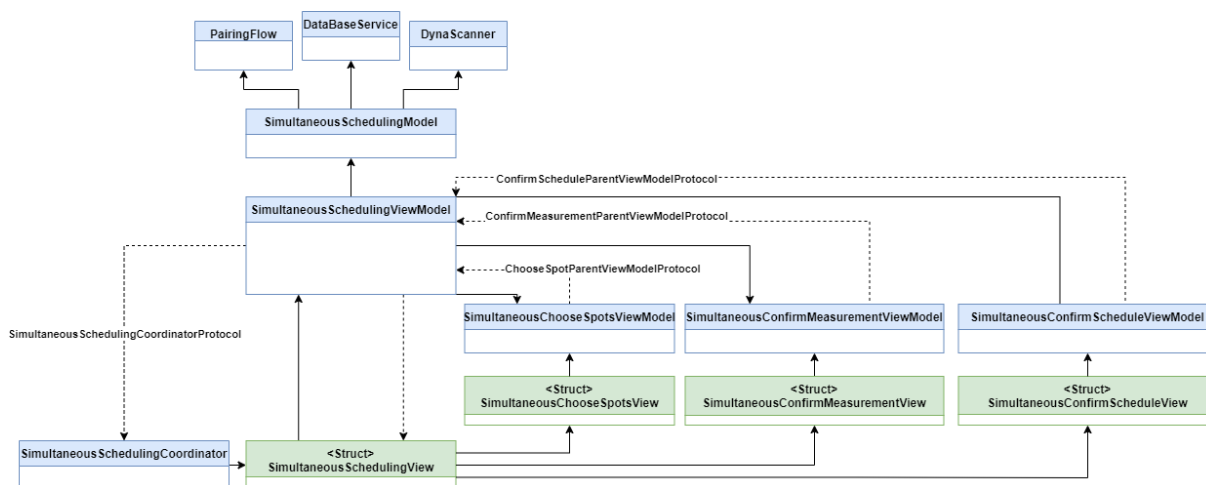 DataBaseService
PairingFlow
DynaScanner
SimultaneousSchedulingModel
ConfirmScheduleParentViewModelProtocol
SimultaneousSchedulingViewModel
ConfirmMeasurementParentViewModelProtocol
ChooseSpotParentViewModelProtocol
SimultaneousSchedulingCoordinatorProtocol
SimultaneousChooseSpotsViewModel
SimultaneousConfirmMeasurementViewModel
SimultaneousConfirmScheduleViewModel
<Struct>
SimultaneousChooseSpotsView
<Struct>
SimultaneousConfirmMeasurementView
<Struct>
SimultaneousConfirmScheduleView
SimultaneousSchedulingCoordinator
<Struct>
SimultaneousSchedulingView